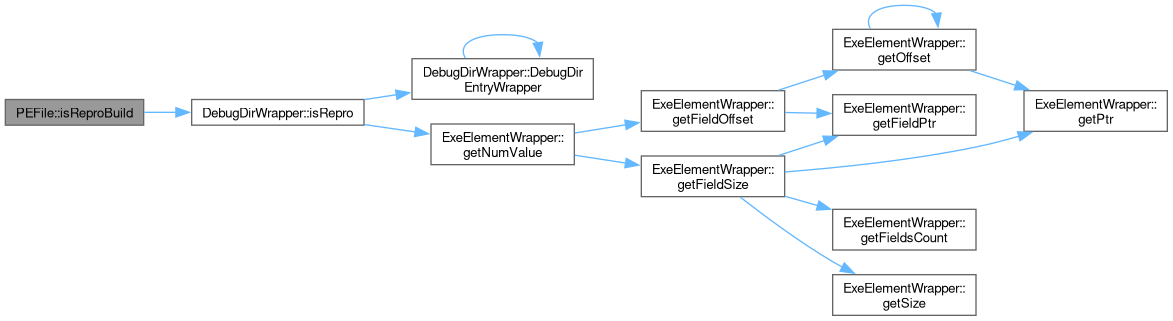 PEFile::isReproBuild
DebugDirWrapper::isRepro
DebugDirWrapper::DebugDir
EntryWrapper
ExeElementWrapper::
getNumValue
ExeElementWrapper::
getFieldOffset
ExeElementWrapper::
getFieldSize
ExeElementWrapper::
getOffset
ExeElementWrapper::
getFieldPtr
ExeElementWrapper::
getFieldsCount
ExeElementWrapper::
getSize
ExeElementWrapper::
getPtr